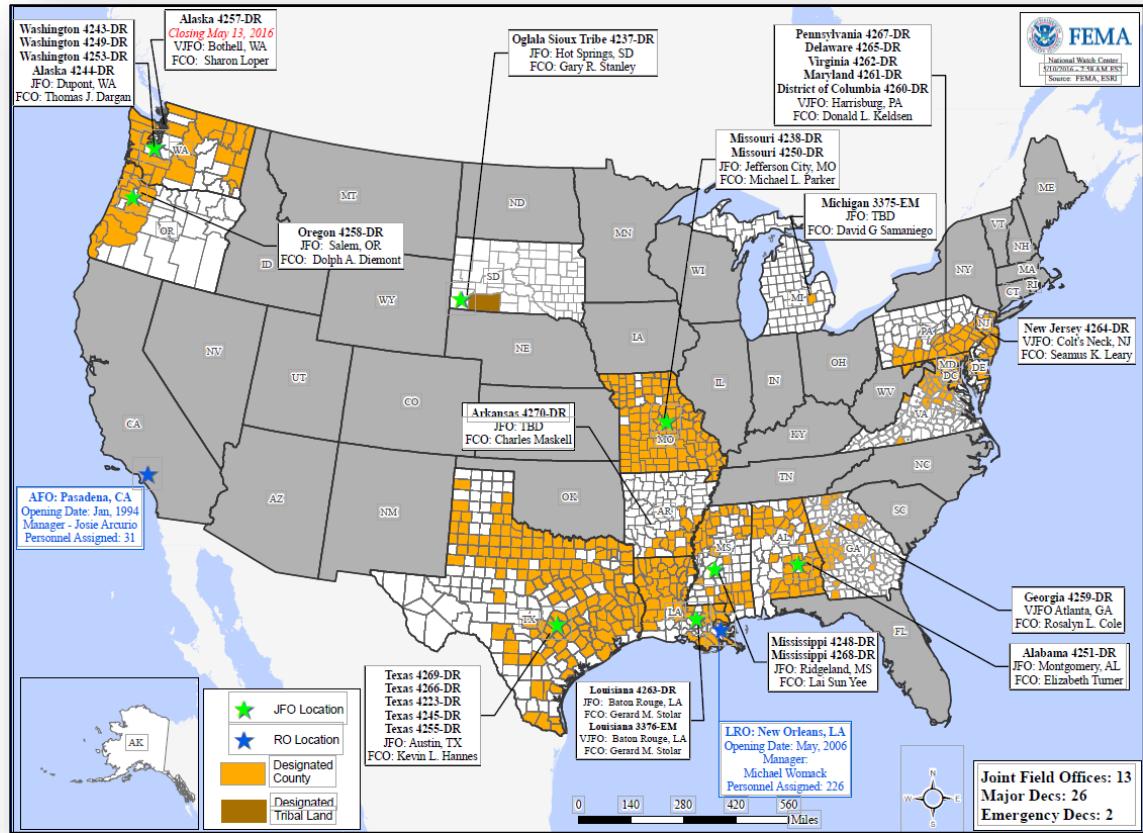 Washington 4243-DR
Washington 4249-DR
Washington 4253-DR
Alaska 4244-DR
JFO: Dupont, WA
FCO: Thomas J. Dargan
Alaska 4257-DR
Closing May 13, 2016
VJFO: Bothell, WA
FCO: Sharon Loper
Oglala Sioux Tribe 4237-DR
JFO: Hot Springs, SD
FCO: Gary R. Stanley
Pennsylvania 4267-DR
Delaware 4265-DR
Virginia 4262-DR
Maryland 4261-DR
District of Columbia 4260-DR
VJFO: Harrisburg, PA
FCO: Donald L. Keldsen
FEMA
National Watch Center
5/10/2016 - 2:58 AM EST
Source: FEMA, ESRI
Missouri 4238-DR
Missouri 4250-DR
JFO: Jefferson City, MO
FCO: Michael L. Parker
Michigan 3375-EM
JFO: TBD
FCO: David G Samaniego
Oregon 4258-DR
JFO: Salem, OR
FCO: Dolph A. Diemont
New Jersey 4264-DR
VJFO: Colt's Neck, NJ
FCO: Seamus K. Leary
Arkansas 4270-DR
JFO: TBD
FCO: Charles Maskell
AFO: Pasadena, CA
Opening Date: Jan, 1994
Manager - Josie Arcurio
Personnel Assigned: 31
Georgia 4259-DR
VJFO Atlanta, GA
FCO: Rosalyn L. Cole
Alabama 4251-DR
JFO: Montgomery, AL
FCO: Elizabeth Turner
Mississippi 4248-DR
Mississippi 4268-DR
JFO: Ridgeland, MS
FCO: Lai Sun Yee
Texas 4269-DR
Texas 4266-DR
Texas 4223-DR
Texas 4245-DR
Texas 4255-DR
JFO: Austin, TX
FCO: Kevin L. Hannes
Louisiana 4263-DR
JFO: Baton Rouge, LA
FCO: Gerard M. Stolar
Louisiana 3376-EM
VJFO: Baton Rouge, LA
FCO: Gerard M. Stolar
LRO: New Orleans, LA
Opening Date: May, 2006
Manager:
Michael Womack
Personnel Assigned: 226
WA
OR
MT
ID
WY
ND
SD
NE
MN
WI
IA
MI
IL
IN
OH
KY
WV
VA
PA
NY
NJ
MD
DC
DE
VT
NH
ME
MA
RI
CT
NV
UT
CO
CA
AZ
NM
OK
TX
MO
AR
LA
MS
AL
GA
TN
NC
SC
FL
AK
JFO Location
RO Location
Designated
County
Designated
Tribal Land
0 140 280 420 560
Miles
N
W
E
S
Joint Field Offices: 13
Major Decs: 26
Emergency Decs: 2